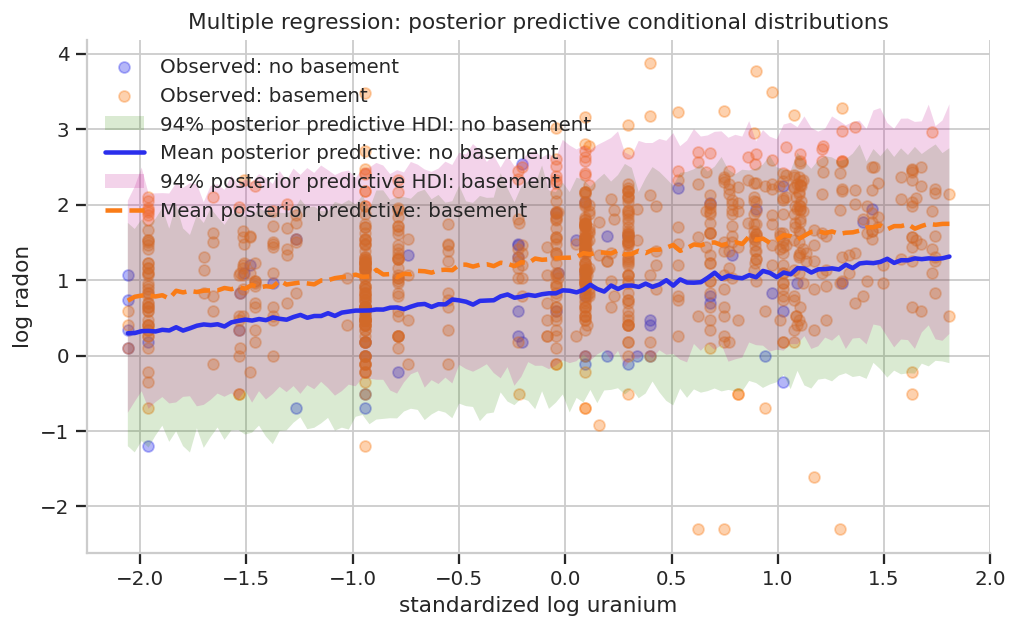 Multiple regression: posterior predictive conditional distributions
4
3
2
1
0
−1
−2
log radon
Observed: no basement
Observed: basement
94% posterior predictive HDI: no basement
Mean posterior predictive: no basement
94% posterior predictive HDI: basement
Mean posterior predictive: basement
−2.0 −1.5 −1.0 −0.5 0.0 0.5 1.0 1.5 2.0
standardized log uranium